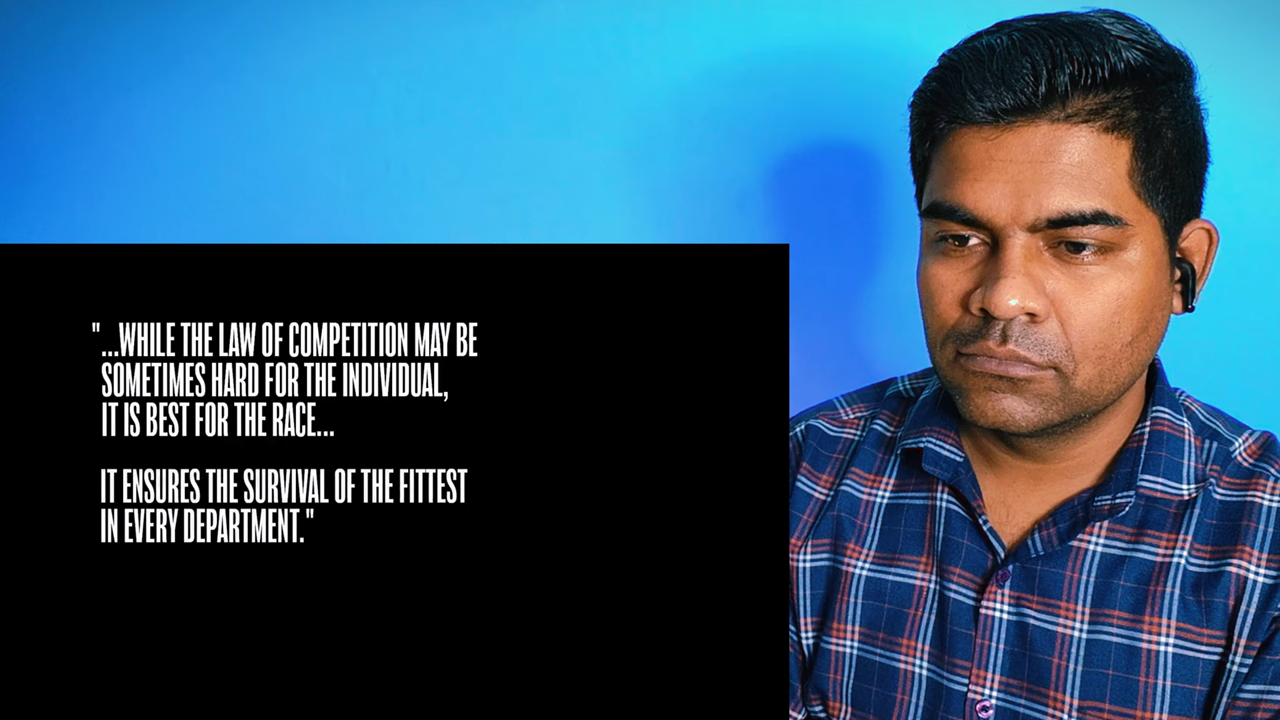 "...WHILE THE LAW OF COMPETITION MAY BE
SOMETIMES HARD FOR THE INDIVIDUAL,
IT IS BEST FOR THE RACE...
IT ENSURES THE SURVIVAL OF THE FITTEST
IN EVERY DEPARTMENT."